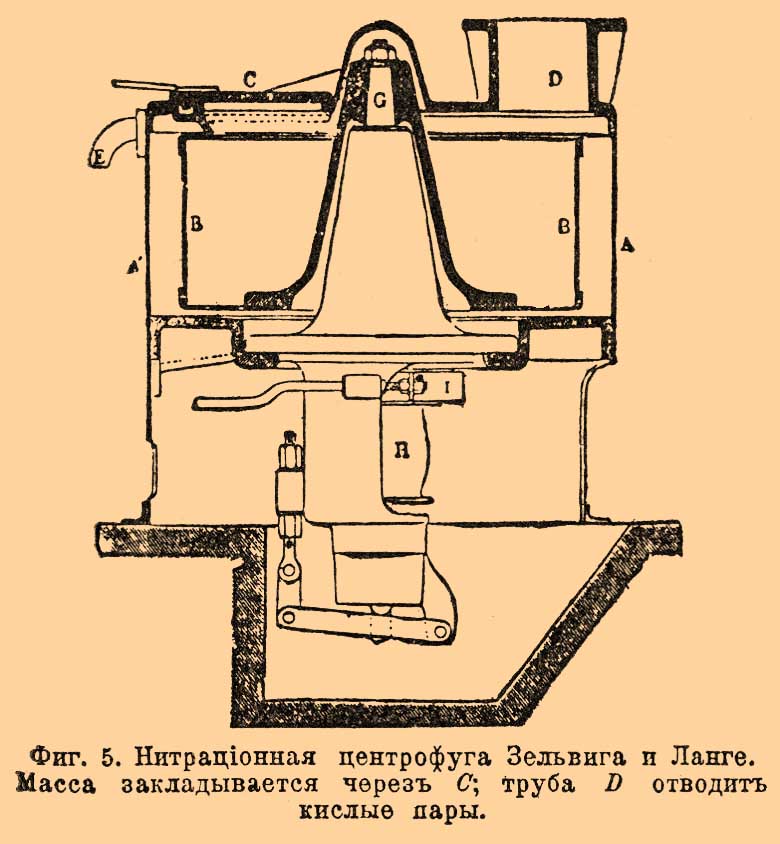 C
D
G
E
B
B
A'
A
I
H
Фиг. 5. Нитраціонная центрофуга Зельвига и Ланге.
Масса закладывается черезъ C; труба D отводитъ
кислые пары.